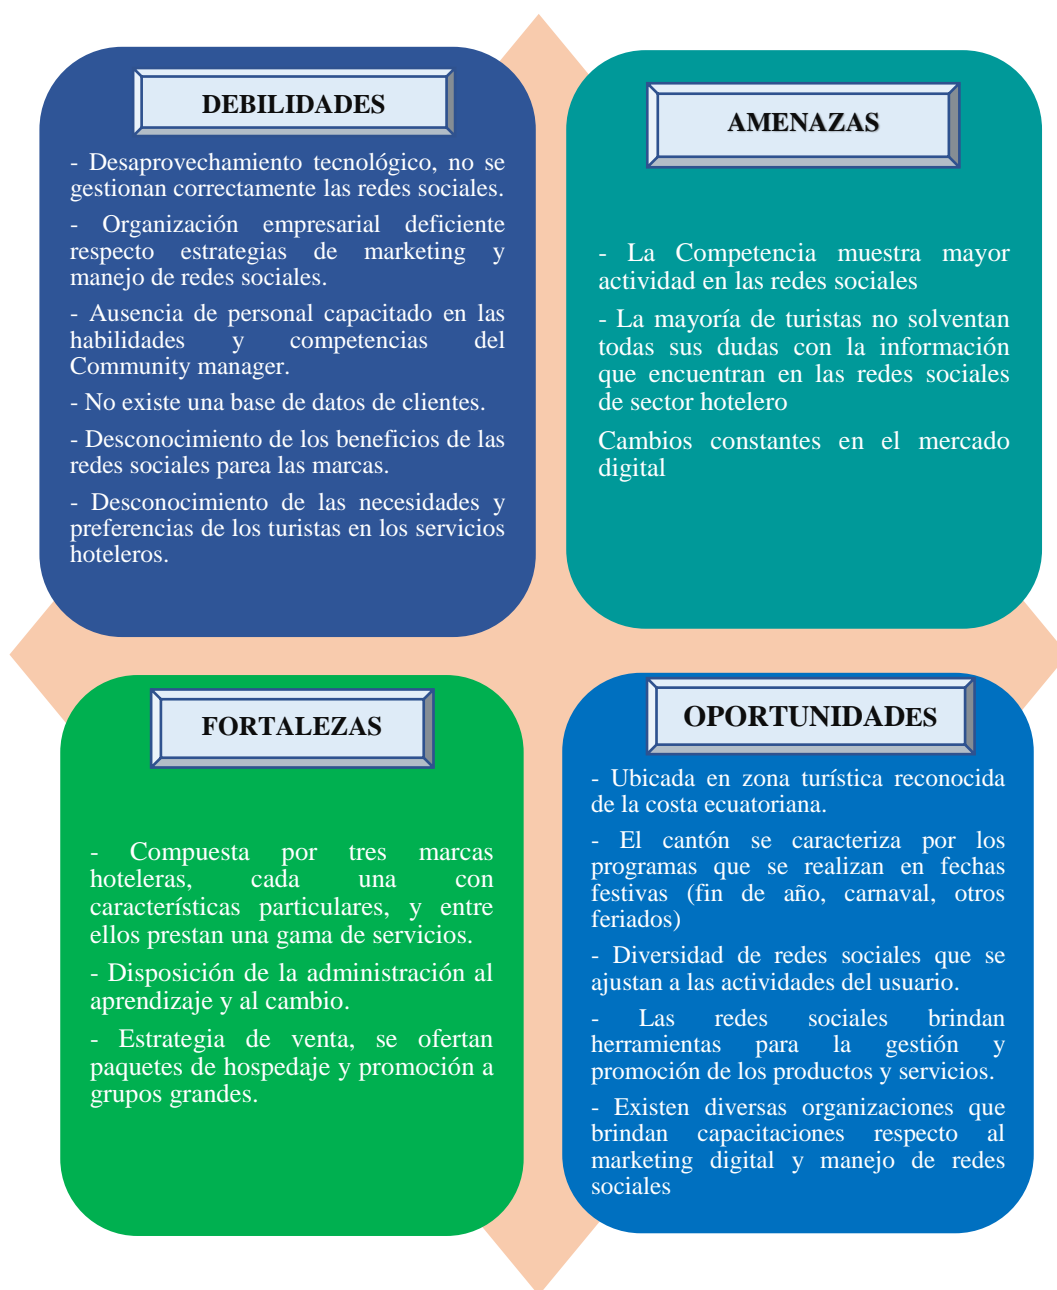 DEBILIDADES
- Desaprovechamiento tecnológico, no se
gestionan correctamente las redes sociales.
- Organización empresarial deficiente
respecto estrategias de marketing y
manejo de redes sociales.
- Ausencia de personal capacitado en las
habilidades y competencias del
Community manager.
- No existe una base de datos de clientes.
- Desconocimiento de los beneficios de las
redes sociales parea las marcas.
- Desconocimiento de las necesidades y
preferencias de los turistas en los servicios
hoteleros.
AMENAZAS
- La Competencia muestra mayor
actividad en las redes sociales
- La mayoría de turistas no solventan
todas sus dudas con la información
que encuentran en las redes sociales
de sector hotelero
Cambios constantes en el mercado
digital
FORTALEZAS
- Compuesta por tres marcas
hoteleras, cada una con
características particulares, y entre
ellos prestan una gama de servicios.
- Disposición de la administración al
aprendizaje y al cambio.
- Estrategia de venta, se ofertan
paquetes de hospedaje y promoción a
grupos grandes.
OPORTUNIDADES
- Ubicada en zona turística reconocida
de la costa ecuatoriana.
- El cantón se caracteriza por los
programas que se realizan en fechas
festivas (fin de año, carnaval, otros
feriados)
- Diversidad de redes sociales que se
ajustan a las actividades del usuario.
- Las redes sociales brindan
herramientas para la gestión y
promoción de los productos y servicios.
- Existen diversas organizaciones que
brindan capacitaciones respecto al
marketing digital y manejo de redes
sociales